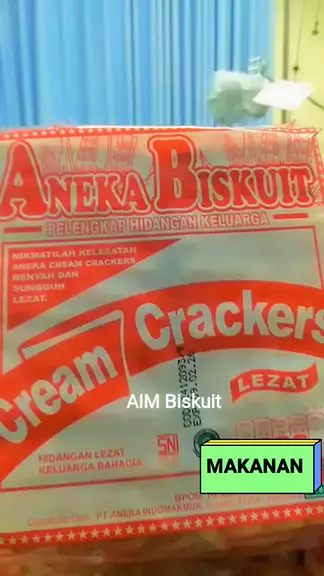 ANEKA BISKUIT
PELENGKAP HIDANGAN KELUARGA
NIKMATILAH KELEZATAN
ANEKA CREAM CRACKERS
RENYAH DAN
SUNGGUH
LEZAT.
Cream Crackers
LEZAT
AIM Biskuit
HIDANGAN LEZAT
KELUARGA BAHAGIA
SNI
MAKANAN
BPOM
PT ANEKA INDOMAKMUR